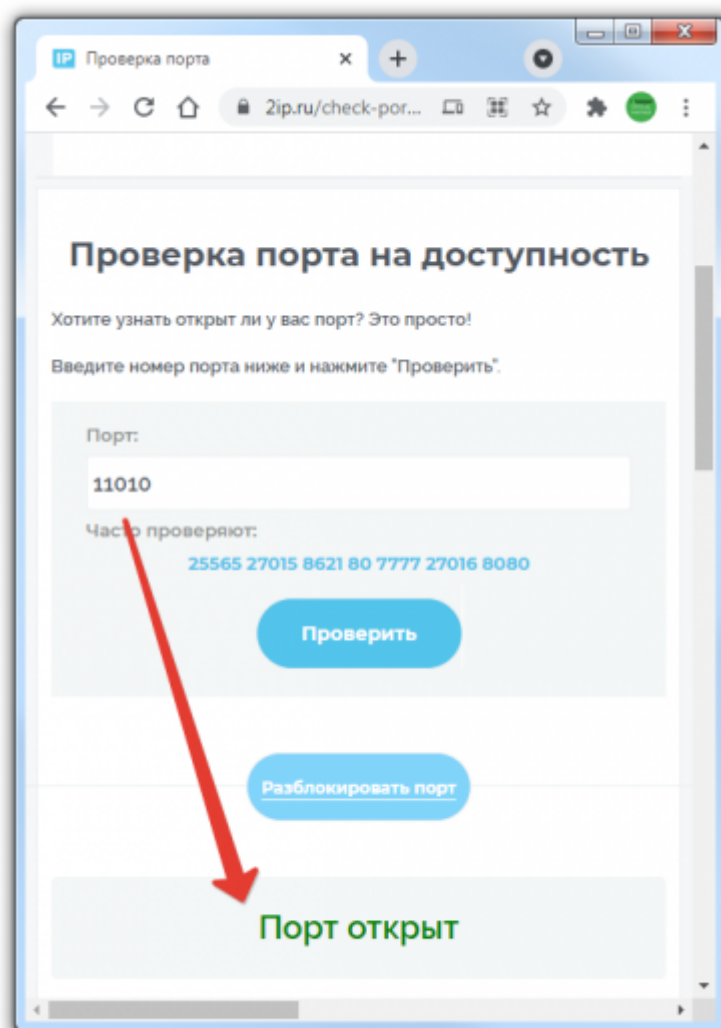 IP Проверка порта
2ip.ru/check-por...
Проверка порта на доступность
Хотите узнать открыт ли у вас порт? Это просто!
Введите номер порта ниже и нажмите "Проверить".
Порт:
11010
Часто проверяют:
25565 27015 8621 80 7777 27016 8080
Проверить
Разблокировать порт
Порт открыт